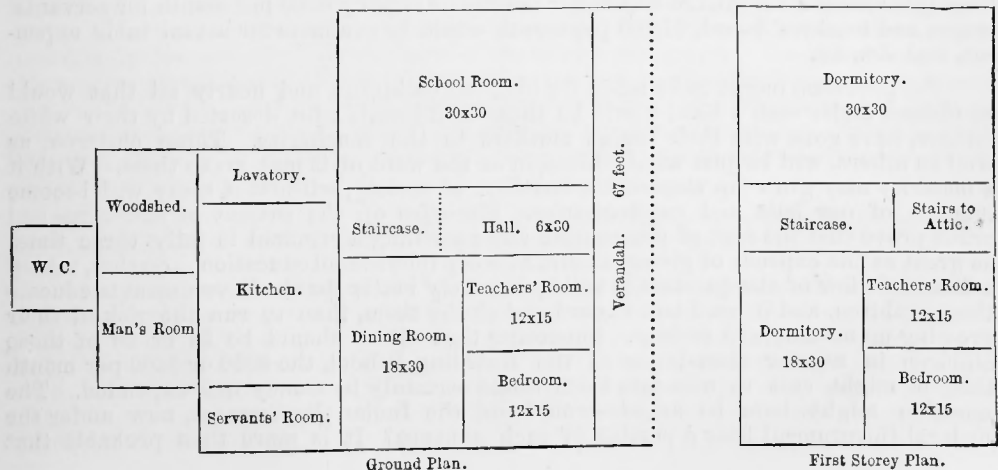 School Room.
30x30
Lavatory.
Woodshed.
W. C.
Staircase.
Hall. 6x30
Kitchen.
Man's Room
Teachers' Room
12x15
Dining Room.
18x30
Bedroom.
12x15
Servants' Room.
Verandah. 67 feet.
Ground Plan.
Dormitory.
30x30
Staircase.
Stairs to
Attic.
Teachers' Room.
12x15
Dormitory.
18x30
Bedroom.
12x15
First Storey Plan.